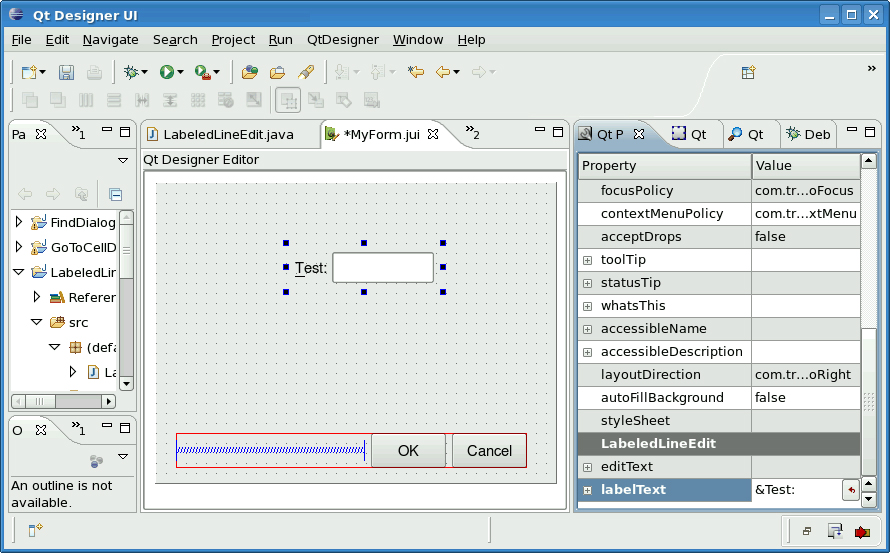 Qt Designer UI
File Edit Navigate Search Project Run QtDesigner Window Help
»
Pa »1
LabeledLineEdit.java *MyForm.jui »2
Qt P Qt Qt Deb
Qt Designer Editor
FindDialog
GoToCellD
LabeledLin
Referen
src
(defa
La
Test:
OK Cancel
O »1
An outline is not
available.
Property Value
focusPolicy com.tr...oFocus
contextMenuPolicy com.tr...xtMenu
acceptDrops false
toolTip
statusTip
whatsThis
accessibleName
accessibleDescription
layoutDirection com.tr...oRight
autoFillBackground false
styleSheet
LabeledLineEdit
editText
labelText &Test: